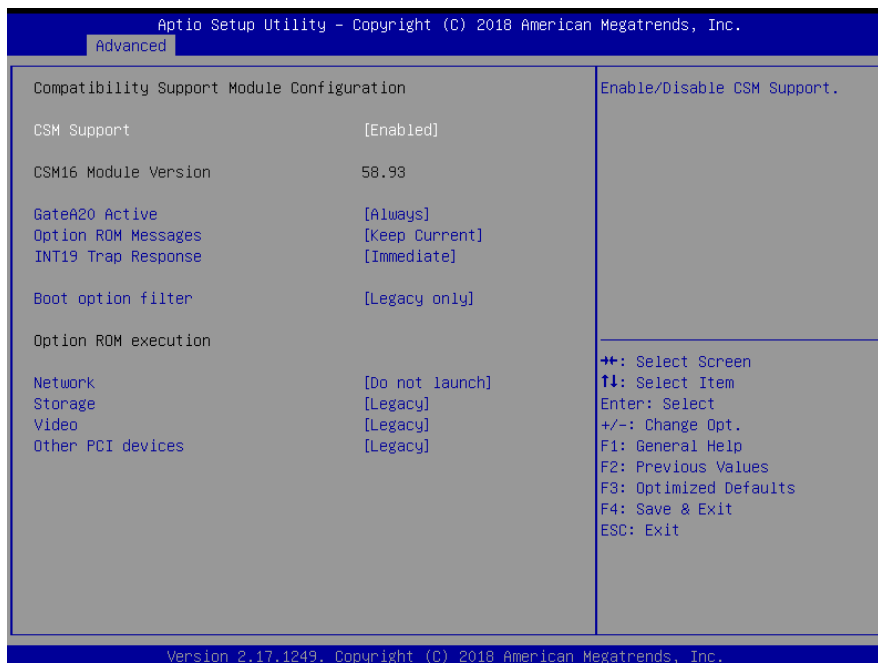 Aptio Setup Utility – Copyright (C) 2018 American Megatrends, Inc.
Advanced
Compatibility Support Module Configuration
CSM Support [Enabled]
CSM16 Module Version 58.93
GateA20 Active [Always]
Option ROM Messages [Keep Current]
INT19 Trap Response [Immediate]
Boot option filter [Legacy only]
Option ROM execution
Network [Do not launch]
Storage [Legacy]
Video [Legacy]
Other PCI devices [Legacy]
Enable/Disable CSM Support.
→←: Select Screen
↑↓: Select Item
Enter: Select
+/-: Change Opt.
F1: General Help
F2: Previous Values
F3: Optimized Defaults
F4: Save & Exit
ESC: Exit
Version 2.17.1249. Copyright (C) 2018 American Megatrends, Inc.